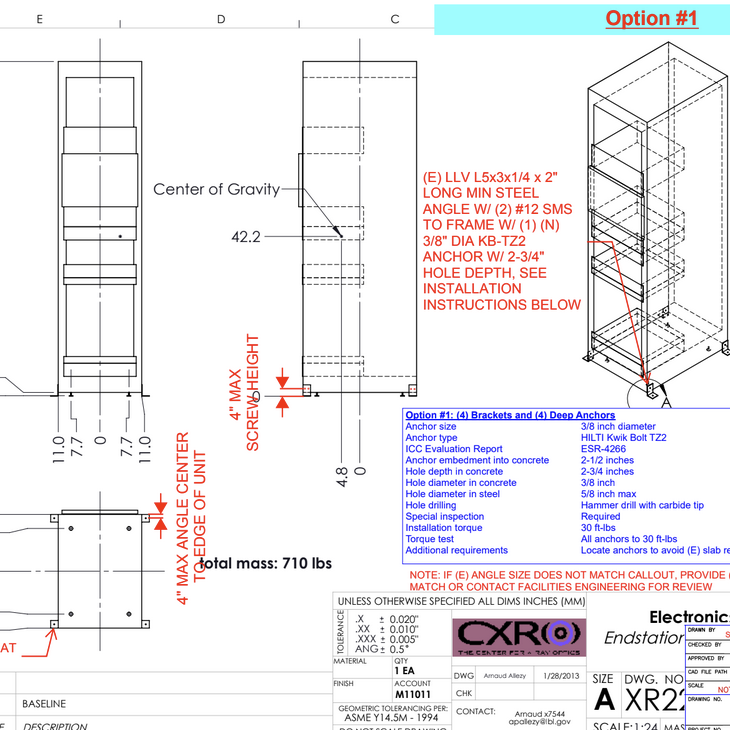 E
D
C
Option #1
Center of Gravity
42.2
(E) LLV L5x3x1/4 x 2"
LONG MIN STEEL
ANGLE W/ (2) #12 SMS
TO FRAME W/ (1) (N)
3/8" DIA KB-TZ2
ANCHOR W/ 2-3/4"
HOLE DEPTH, SEE
INSTALLATION
INSTRUCTIONS BELOW
4" MAX
SCREW HEIGHT
0
A
11.0
7.7
0
7.7
11.0
4.8
0
Option #1: (4) Brackets and (4) Deep Anchors
Anchor size 3/8 inch diameter
Anchor type HILTI Kwik Bolt TZ2
ICC Evaluation Report ESR-4266
Anchor embedment into concrete 2-1/2 inches
Hole depth in concrete 2-3/4 inches
Hole diameter in concrete 3/8 inch
Hole diameter in steel 5/8 inch max
Hole drilling Hammer drill with carbide tip
Special inspection Required
Installation torque 30 ft-lbs
Torque test All anchors to 30 ft-lbs
Additional requirements Locate anchors to avoid (E) slab re
4" MAX ANGLE CENTER
TO EDGE OF UNIT
total mass: 710 lbs
NOTE: IF (E) ANGLE SIZE DOES NOT MATCH CALLOUT, PROVIDE (
MATCH OR CONTACT FACILITIES ENGINEERING FOR REVIEW
AT
UNLESS OTHERWISE SPECIFIED ALL DIMS INCHES (MM)
TOLERANCE
.X ± 0.020"
.XX ± 0.010"
.XXX ± 0.005"
ANG ± 0.5°
MATERIAL
QTY
1 EA
FINISH
ACCOUNT
M11011
GEOMETRIC TOLERANCING PER:
ASME Y14.5M - 1994
DO NOT SCALE DRAWING
CXRO
THE CENTER FOR X-RAY OPTICS
DWG Arnaud Allezy 1/28/2013
CHK
CONTACT: Arnaud x7544
apallezy@lbl.gov
Electronic
Endstation
SIZE
A
DWG. NO
XR22
SCALE:1:24 MAS
DRAWN BY S
CHECKED BY
APPROVED BY
CAD FILE PATH
SCALE NO
DRAWING NO.
PROJECT NO.
BASELINE
DESCRIPTION